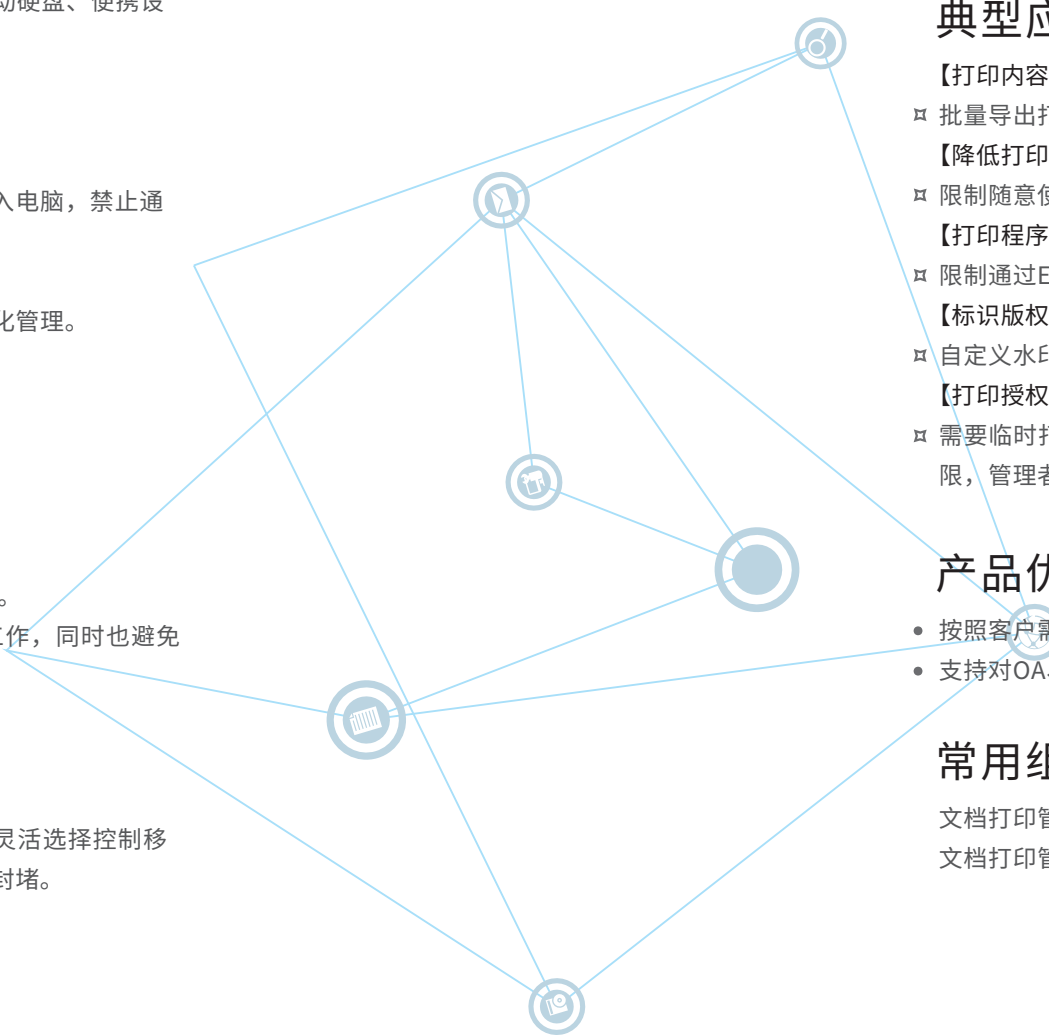 动硬盘、便携设
入电脑，禁止通
化管理。
。
工作，同时也避免
灵活选择控制移
封堵。
典型应
【打印内容
¤ 批量导出打
【降低打印
¤ 限制随意使
【打印程序
¤ 限制通过E
【标识版权
¤ 自定义水印
【打印授权
¤ 需要临时打
限，管理者
产品优
• 按照客户需
• 支持对OA
常用组
文档打印管
文档打印管